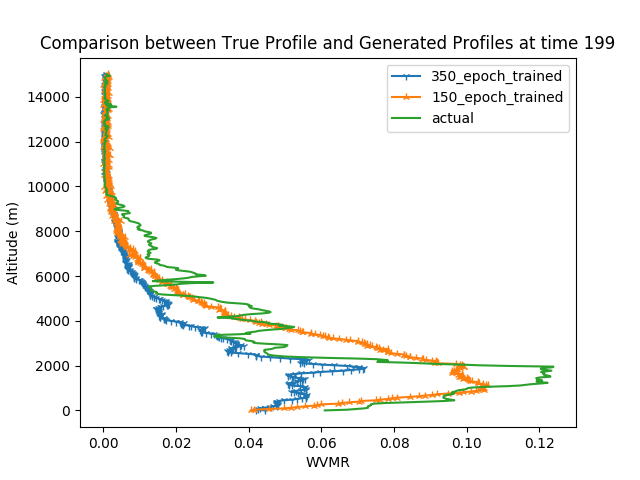 Comparison between True Profile and Generated Profiles at time 199
350_epoch_trained
150_epoch_trained
actual
Altitude (m)
14000
12000
10000
8000
6000
4000
2000
0
0.00 0.02 0.04 0.06 0.08 0.10 0.12
WVMR